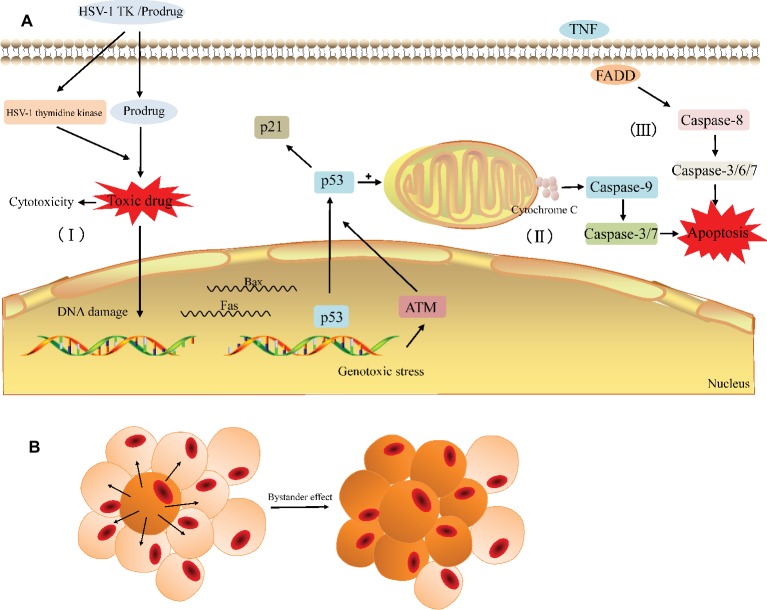 A
HSV-1 TK /Prodrug
TNF
FADD
HSV-1 thymidine kinase
Prodrug
Caspase-8
p21
(III)
Caspase-3/6/7
p53
+
Caspase-9
Cytotoxicity
Toxic drug
Cytochrome C
(I)
(II)
Caspase-3/7
Apoptosis
Bax
Fas
DNA damage
p53
ATM
Genotoxic stress
Nucleus
B
Bystander effect